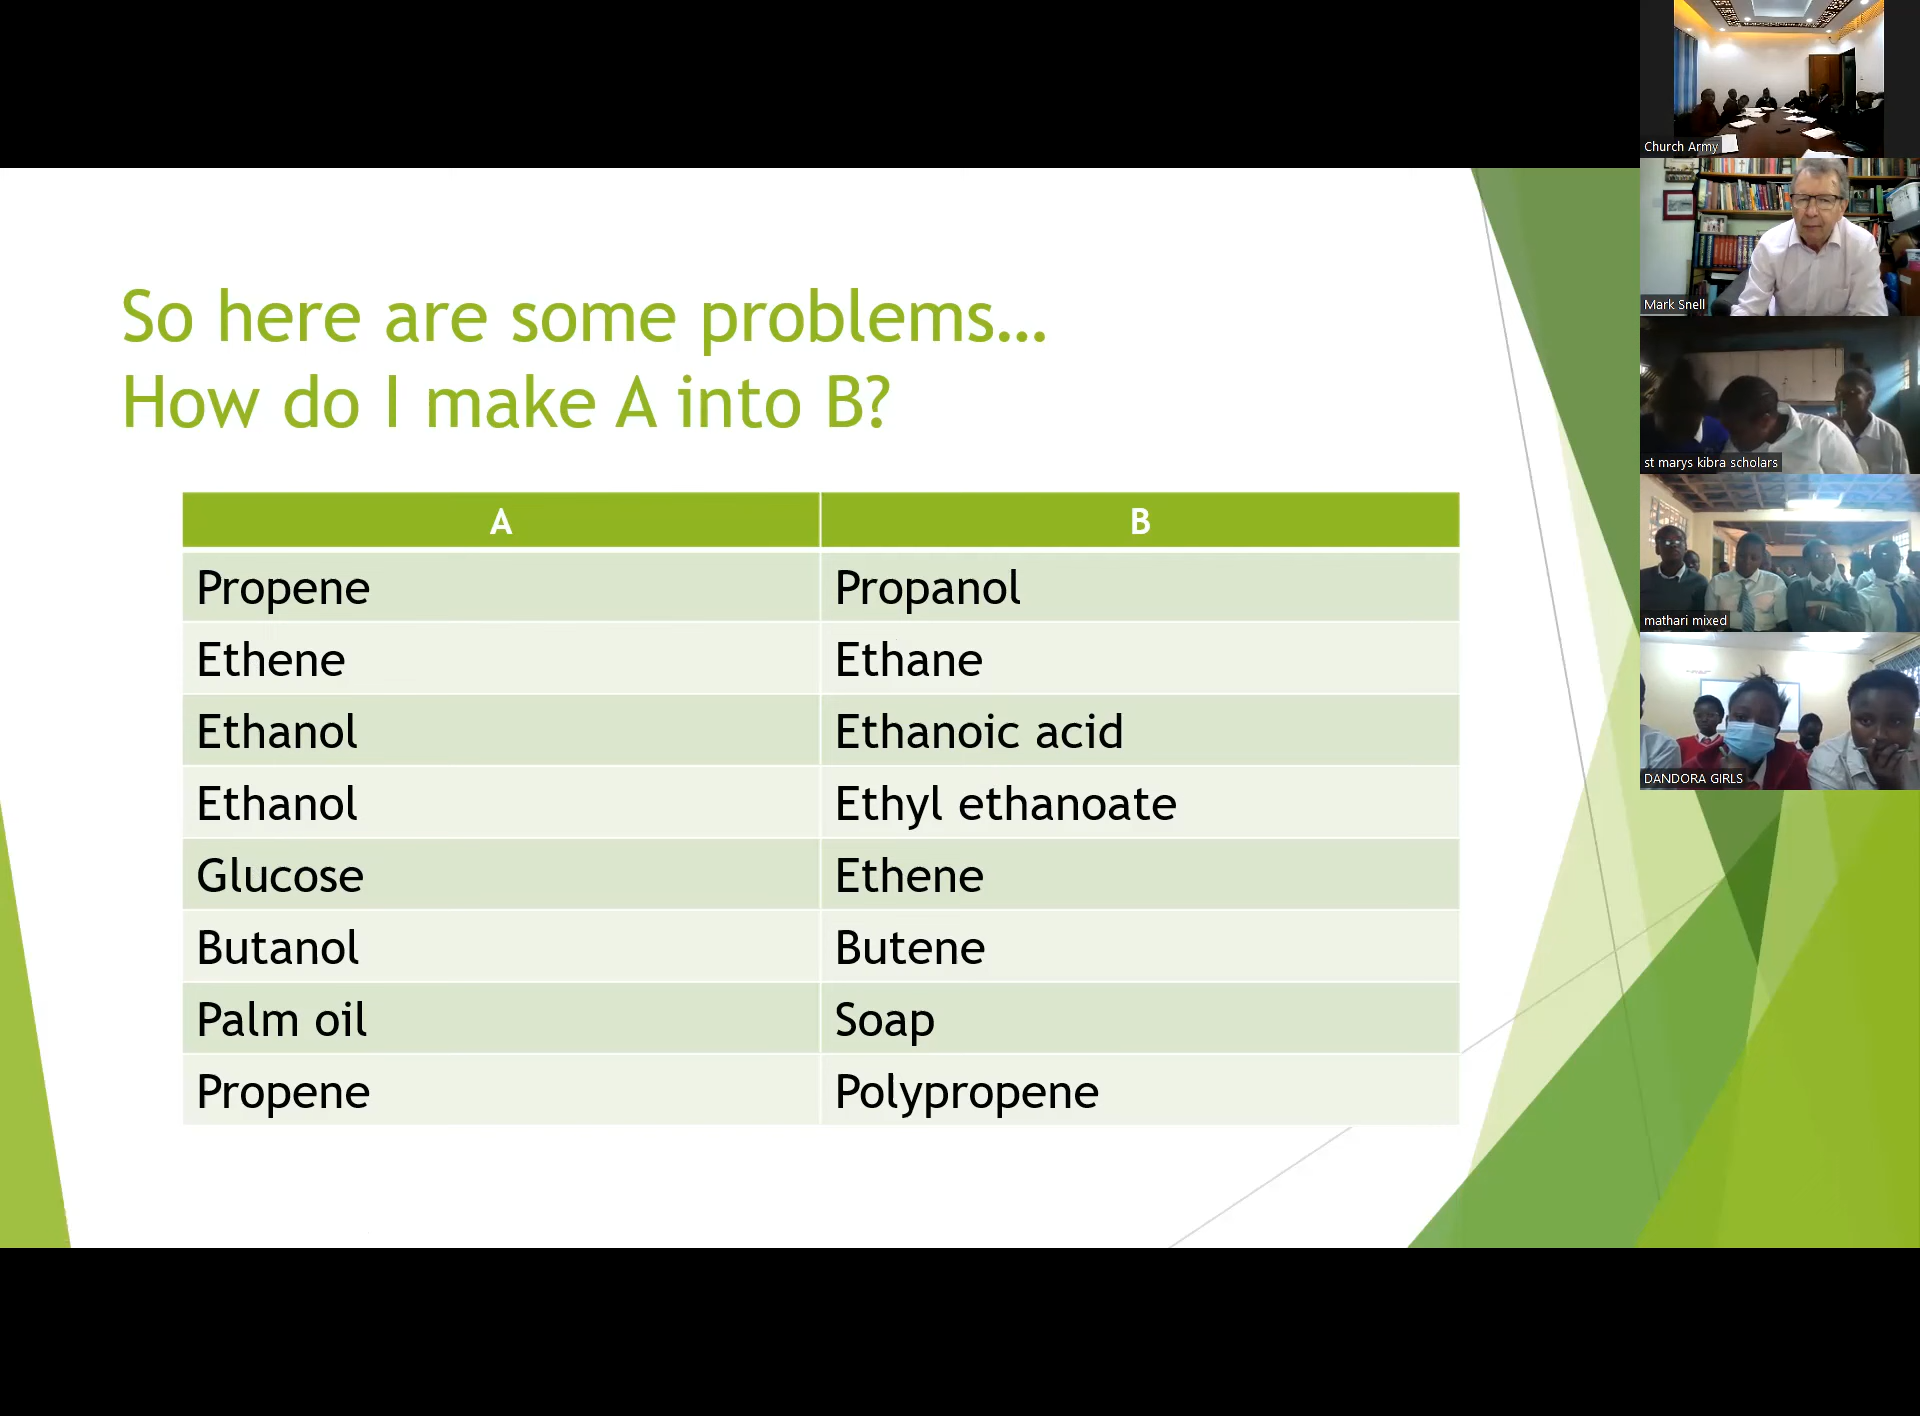 So here are some problems...
How do I make A into B?
A B
Propene Propanol
Ethene Ethane
Ethanol Ethanoic acid
Ethanol Ethyl ethanoate
Glucose Ethene
Butanol Butene
Palm oil Soap
Propene Polypropene
Church Army
Mark Snell
st marys kibra scholars
mathari mixed
DANDORA GIRLS